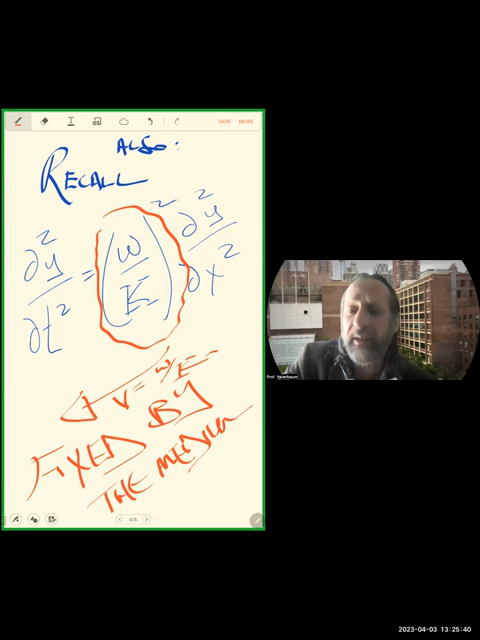 SAVE MORE
ALSO:
RECALL
∂²y/∂t² = (ω/K)² ∂²y/∂x²
V = ω/K
FIXED BY
THE MEDIUM
4/6
Prof. Yaverbaum
2023-04-03 13:25:40